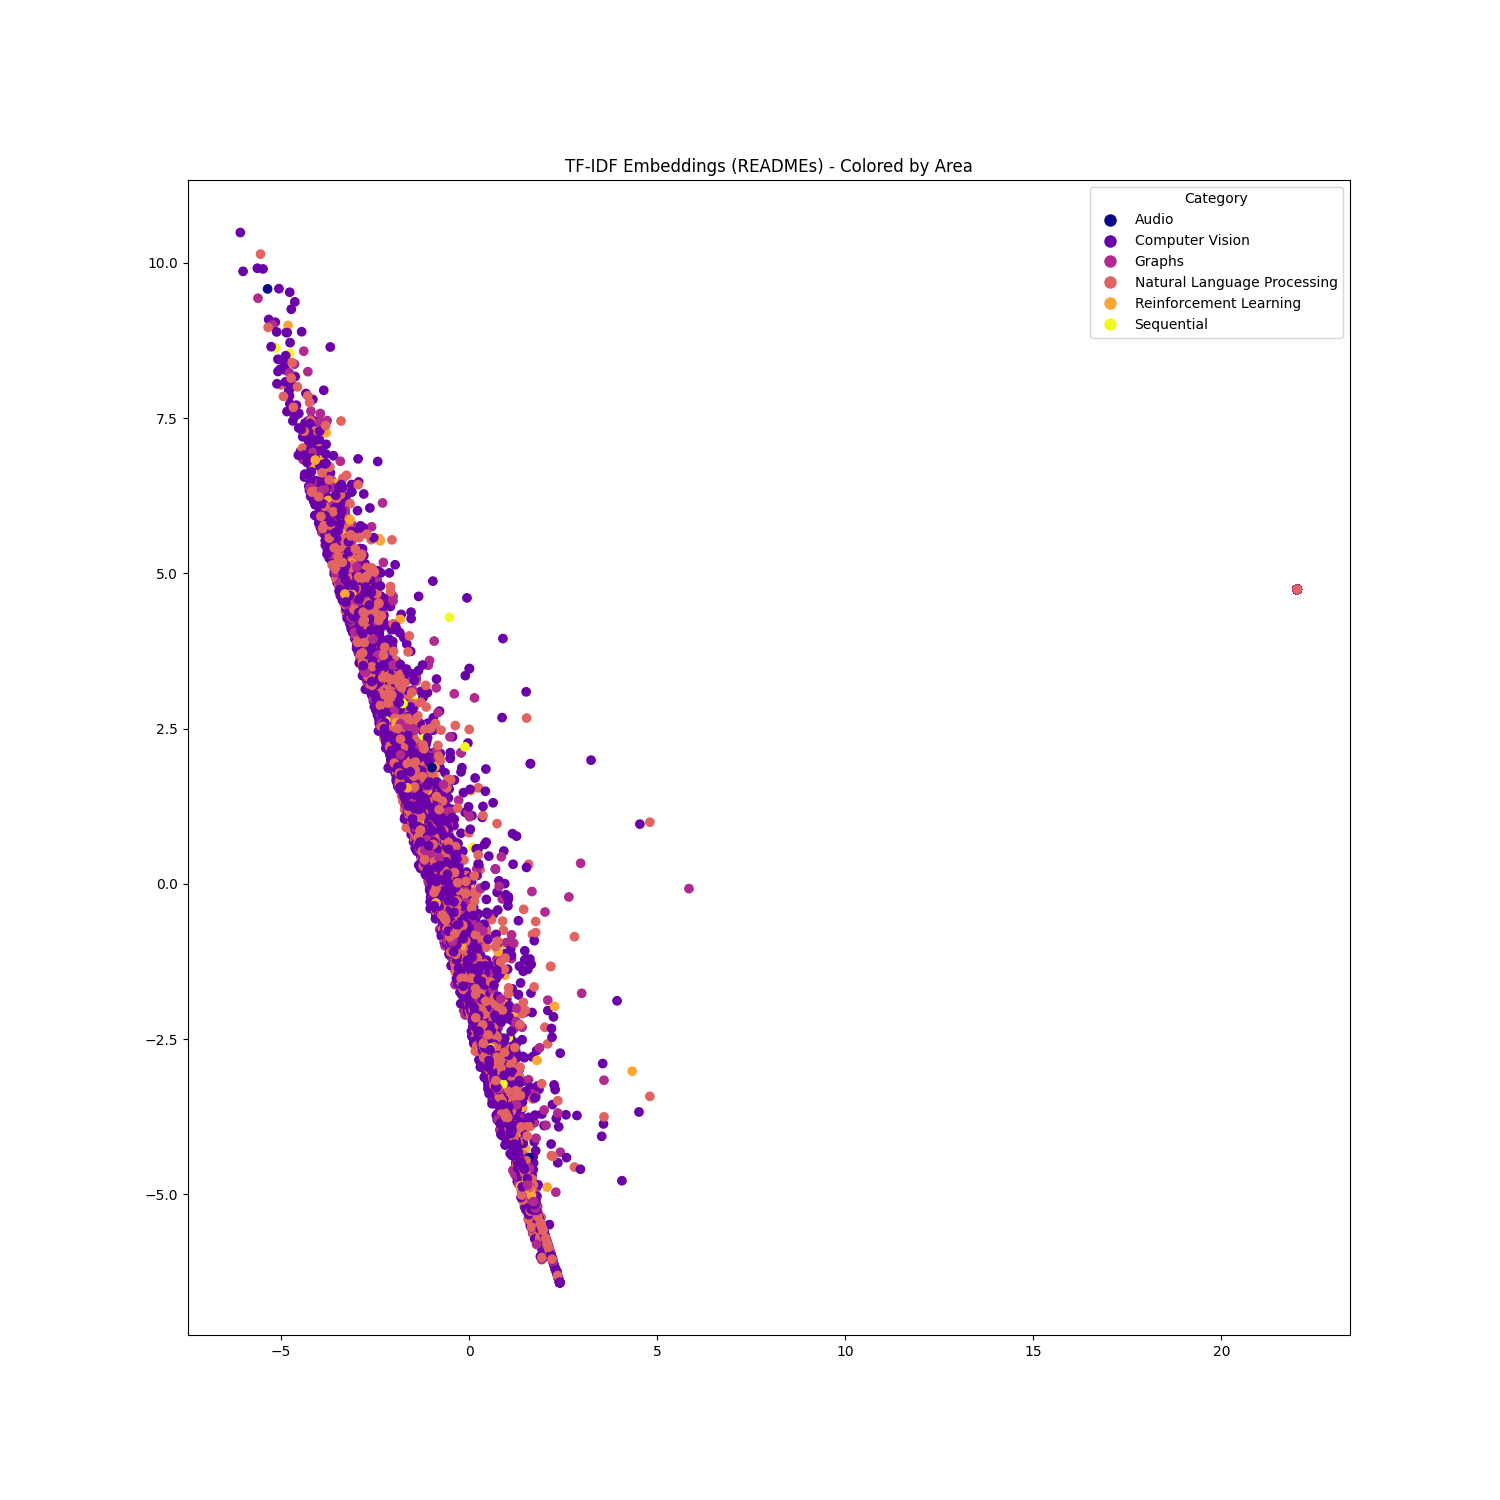 TF-IDF Embeddings (READMEs) - Colored by Area
Category
Audio
Computer Vision
Graphs
Natural Language Processing
Reinforcement Learning
Sequential
10.0
7.5
5.0
2.5
0.0
−2.5
−5.0
−5
0
5
10
15
20